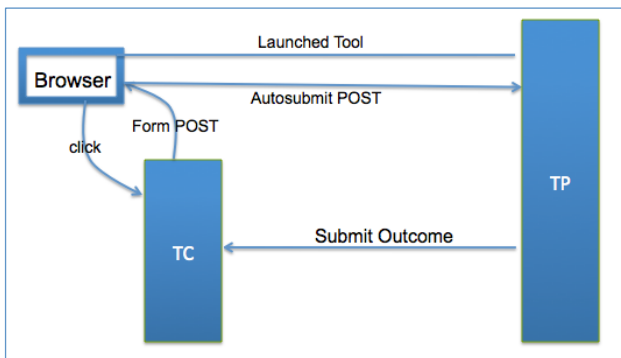 Launched Tool
Browser
Autosubmit POST
Form POST
click
TP
Submit Outcome
TC